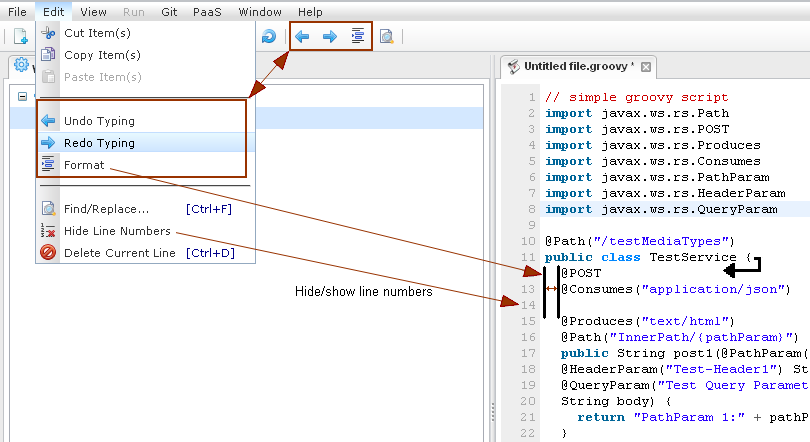 File Edit View Run Git PaaS Window Help
Cut Item(s)
Copy Item(s)
Paste Item(s)
Undo Typing
Redo Typing
Format
Find/Replace... [Ctrl+F]
Hide Line Numbers
Delete Current Line [Ctrl+D]
Hide/show line numbers
Untitled file.groovy *
1 // simple groovy script
2 import javax.ws.rs.Path
3 import javax.ws.rs.POST
4 import javax.ws.rs.Produces
5 import javax.ws.rs.Consumes
6 import javax.ws.rs.PathParam
7 import javax.ws.rs.HeaderParam
8 import javax.ws.rs.QueryParam
9
10 @Path("/testMediaTypes")
11 public class TestService {
12 @POST
13 @Consumes("application/json")
14
15 @Produces("text/html")
16 @Path("InnerPath/{pathParam}")
17 public String post1(@PathParam(
18 @HeaderParam("Test-Header1") St
19 @QueryParam("Test Query Paramet
20 String body) {
21 return "PathParam 1:" + pathP
22 }